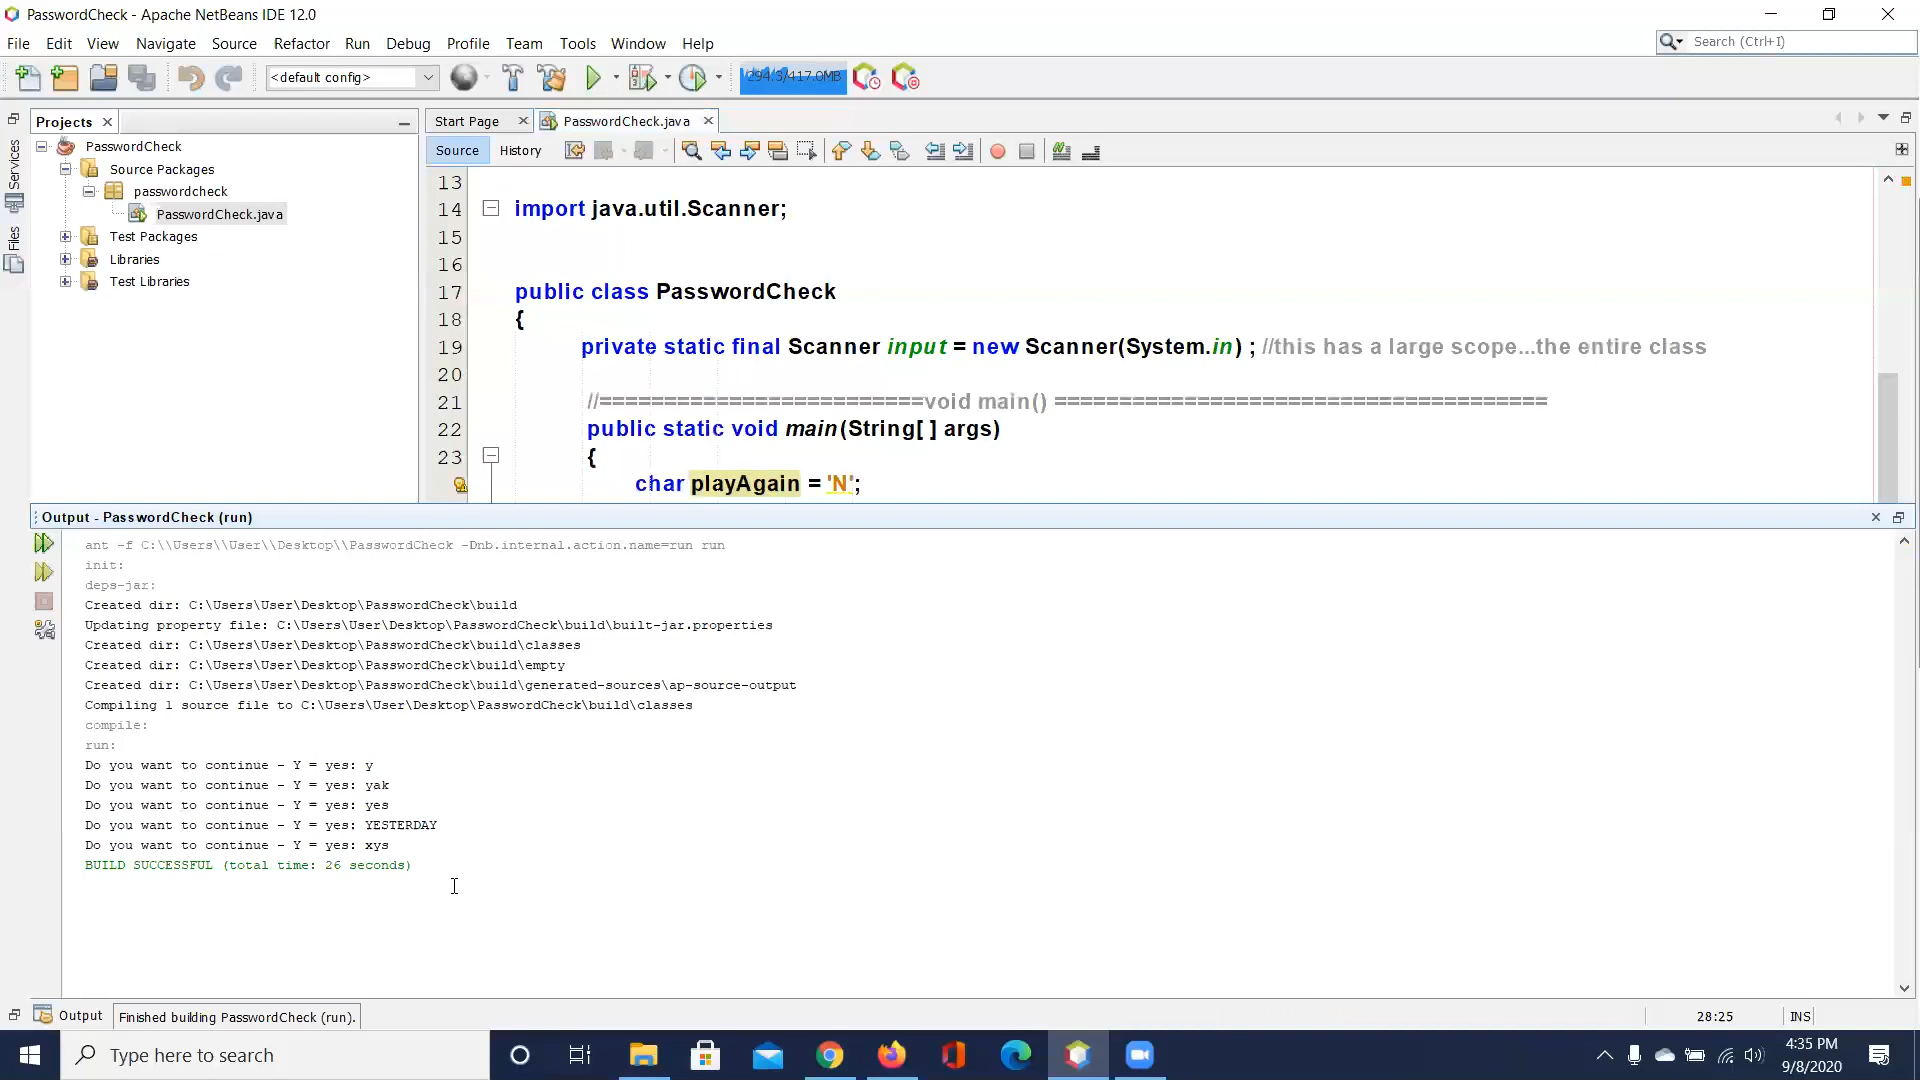 PasswordCheck - Apache NetBeans IDE 12.0
File Edit View Navigate Source Refactor Run Debug Profile Team Tools Window Help
Search (Ctrl+I)
<default config>
294.3/417.0MB
Projects
Start Page
PasswordCheck.java
Services
Files
PasswordCheck
Source Packages
passwordcheck
PasswordCheck.java
Test Packages
Libraries
Test Libraries
Source History
13
14 import java.util.Scanner;
15
16
17 public class PasswordCheck
18 {
19 private static final Scanner input = new Scanner(System.in) ; //this has a large scope...the entire class
20
21 //=========================void main() ======================================
22 public static void main(String[ ] args)
23 {
char playAgain = 'N';
Output - PasswordCheck (run)
ant -f C:\\Users\\User\\Desktop\\PasswordCheck -Dnb.internal.action.name=run run
init:
deps-jar:
Created dir: C:\Users\User\Desktop\PasswordCheck\build
Updating property file: C:\Users\User\Desktop\PasswordCheck\build\built-jar.properties
Created dir: C:\Users\User\Desktop\PasswordCheck\build\classes
Created dir: C:\Users\User\Desktop\PasswordCheck\build\empty
Created dir: C:\Users\User\Desktop\PasswordCheck\build\generated-sources\ap-source-output
Compiling 1 source file to C:\Users\User\Desktop\PasswordCheck\build\classes
compile:
run:
Do you want to continue - Y = yes: y
Do you want to continue - Y = yes: yak
Do you want to continue - Y = yes: yes
Do you want to continue - Y = yes: YESTERDAY
Do you want to continue - Y = yes: xys
BUILD SUCCESSFUL (total time: 26 seconds)
Output
Finished building PasswordCheck (run).
28:25
INS
Type here to search
4:35 PM
9/8/2020